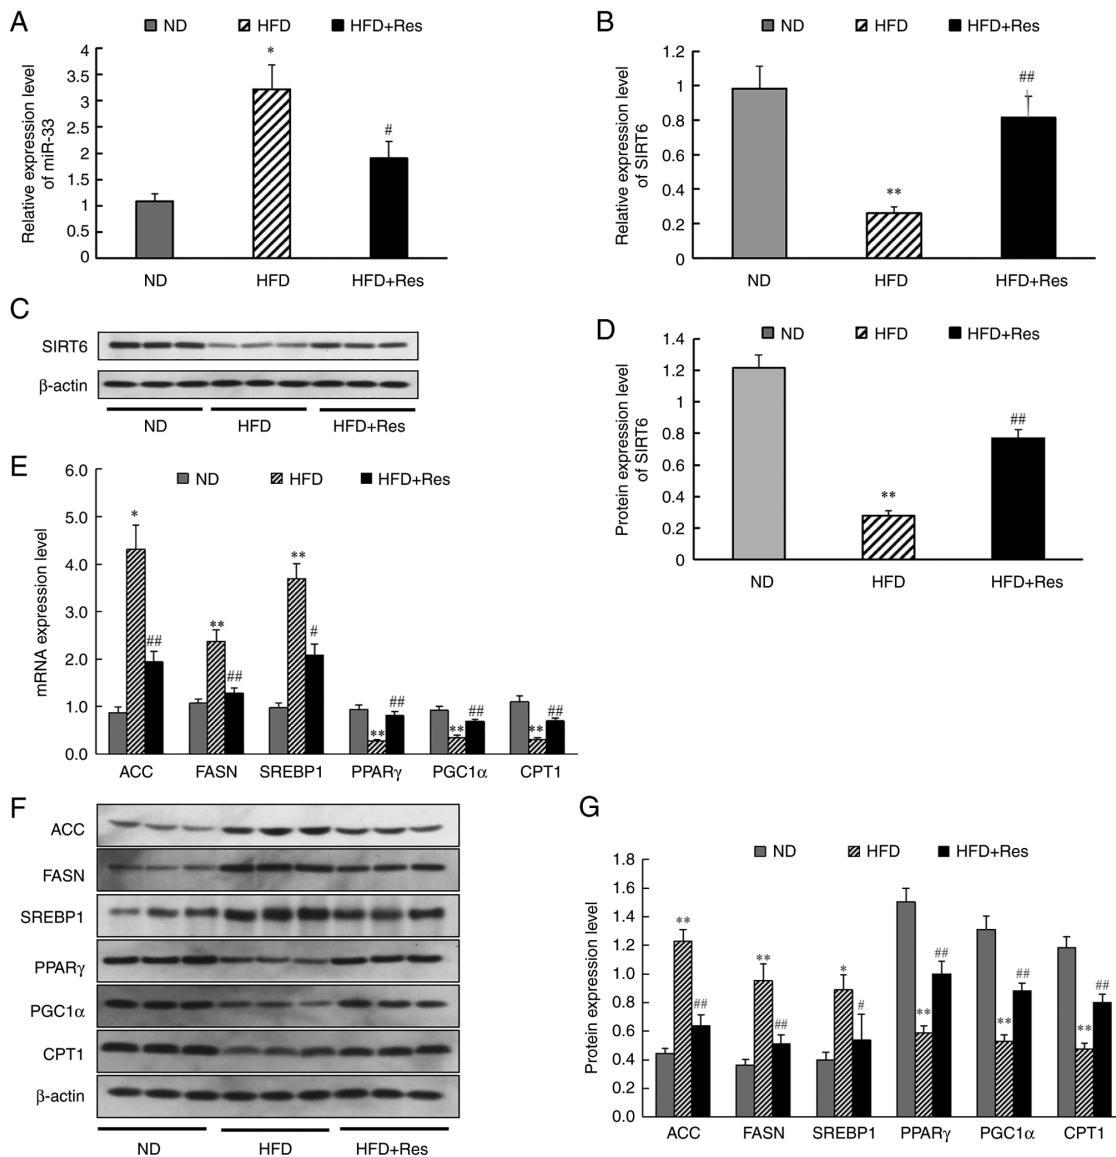 A
ND HFD HFD+Res
Relative expression level
of miR-33
4
3.5
3
2.5
2
1.5
1
0.5
0
*
#
ND HFD HFD+Res
B
ND HFD HFD+Res
Relative expression level
of SIRT6
1.2
1
0.8
0.6
0.4
0.2
0
**
##
ND HFD HFD+Res
C
SIRT6
β-actin
ND HFD HFD+Res
D
ND HFD HFD+Res
Protein expression level
of SIRT6
1.4
1.2
1
0.8
0.6
0.4
0.2
0
**
##
ND HFD HFD+Res
E
ND HFD HFD+Res
mRNA expression level
6.0
5.0
4.0
3.0
2.0
1.0
0.0
* ## ** ## ** # ** ## ** ## ** ##
ACC FASN SREBP1 PPARγ PGC1α CPT1
F
ACC
FASN
SREBP1
PPARγ
PGC1α
CPT1
β-actin
ND HFD HFD+Res
G
ND HFD HFD+Res
Protein expression level
1.8
1.6
1.4
1.2
1.0
0.8
0.6
0.4
0.2
0.0
** ## ** ## * # ** ## ** ## ** ##
ACC FASN SREBP1 PPARγ PGC1α CPT1